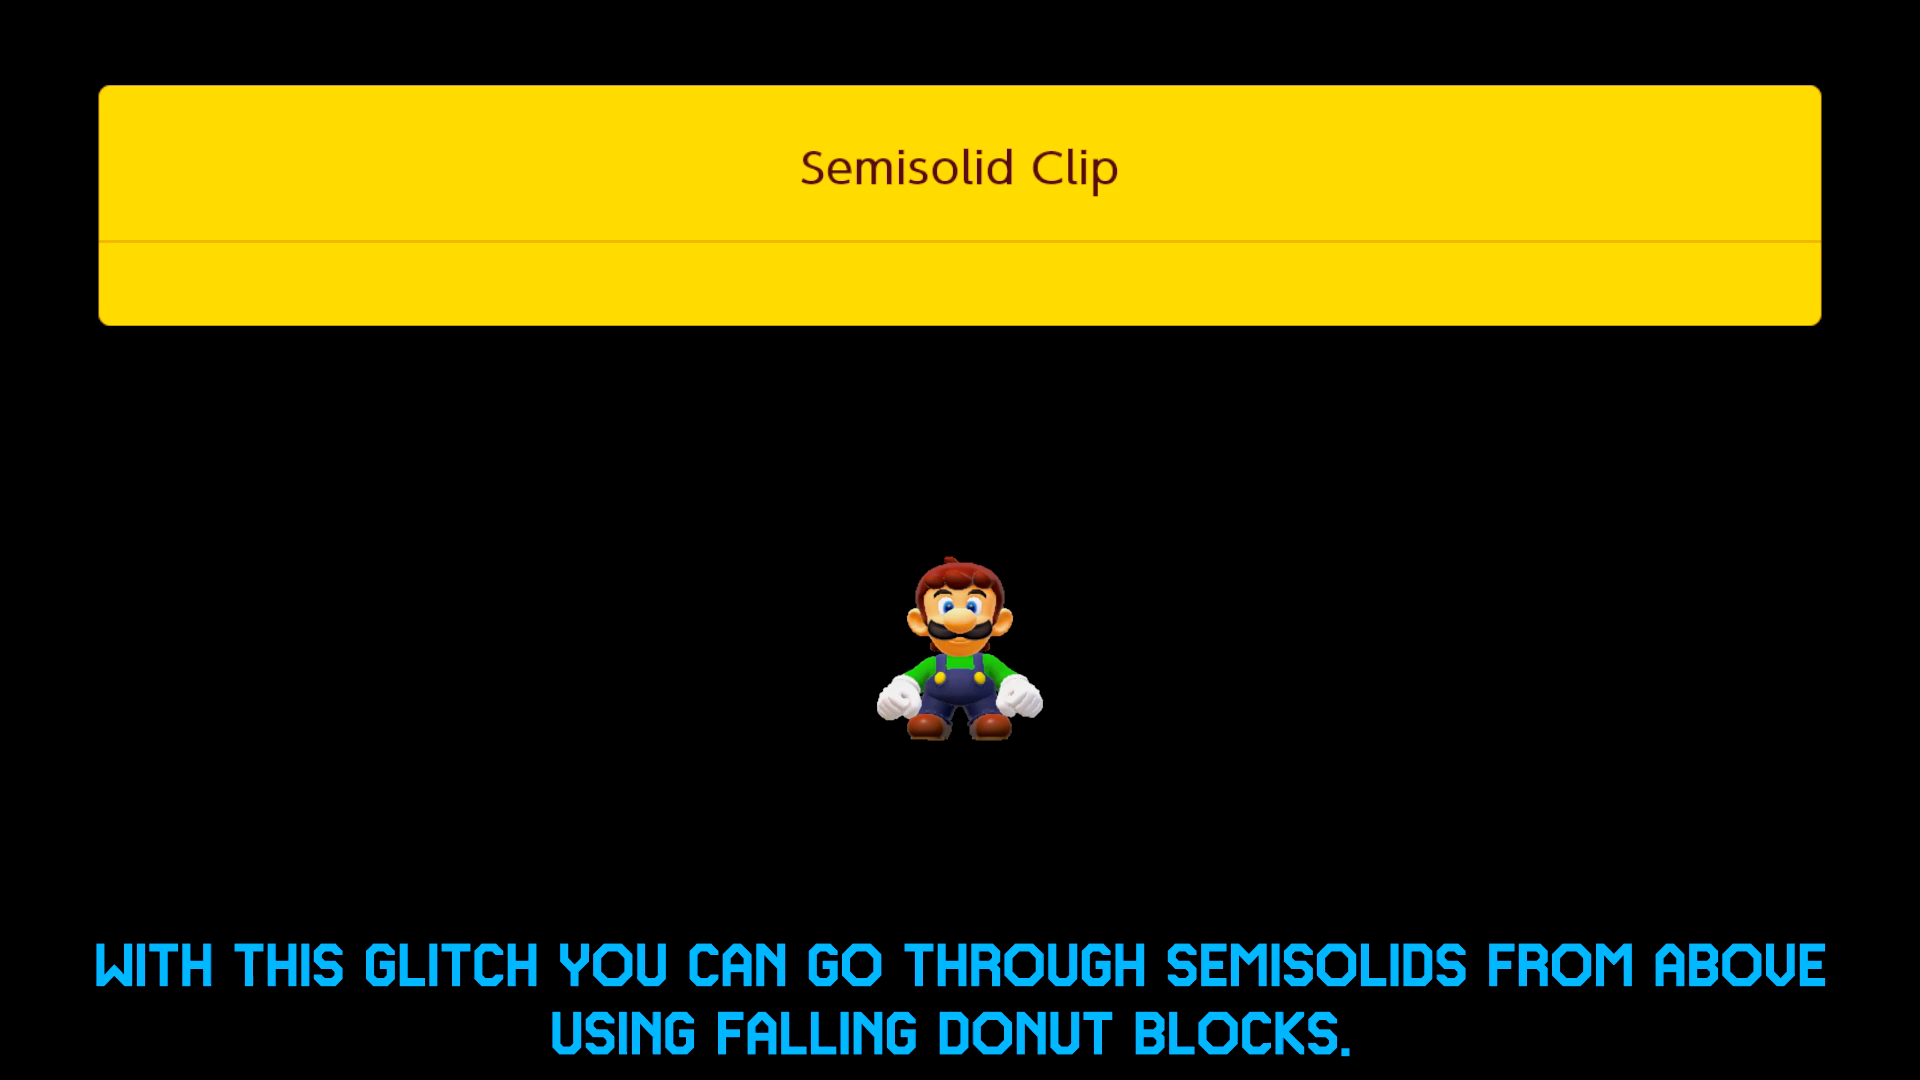 Semisolid Clip
WITH THIS GLITCH YOU CAN GO THROUGH SEMISOLIDS FROM ABOVE
USING FALLING DONUT BLOCKS.